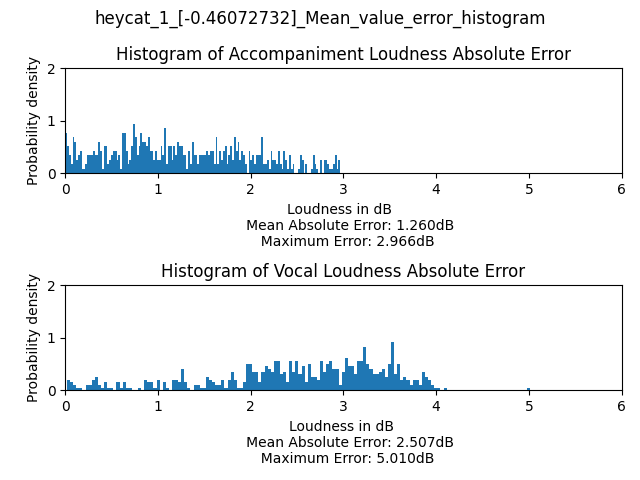 heycat_1_[-0.46072732]_Mean_value_error_histogram
Histogram of Accompaniment Loudness Absolute Error
Probability density
2
1
0
0 1 2 3 4 5 6
Loudness in dB
Mean Absolute Error: 1.260dB
Maximum Error: 2.966dB
Histogram of Vocal Loudness Absolute Error
Probability density
2
1
0
0 1 2 3 4 5 6
Loudness in dB
Mean Absolute Error: 2.507dB
Maximum Error: 5.010dB